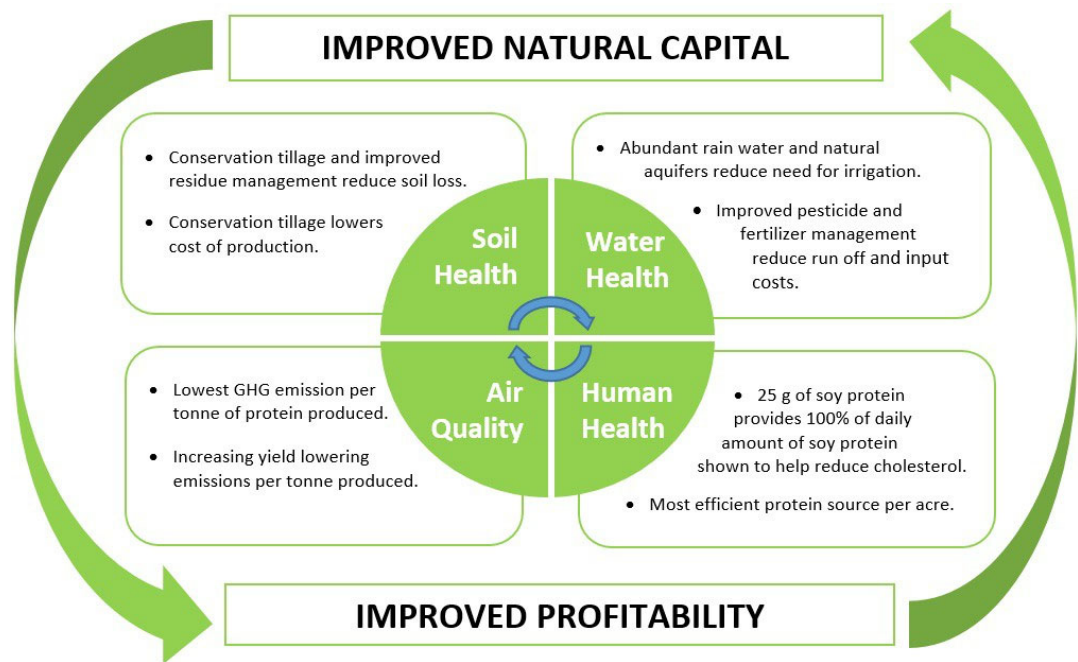 IMPROVED NATURAL CAPITAL
• Conservation tillage and improved
residue management reduce soil loss.
• Conservation tillage lowers
cost of production.
• Abundant rain water and natural
aquifers reduce need for irrigation.
• Improved pesticide and
fertilizer management
reduce run off and input
costs.
Soil
Health
Water
Health
Air
Quality
Human
Health
• Lowest GHG emission per
tonne of protein produced.
• Increasing yield lowering
emissions per tonne produced.
• 25 g of soy protein
provides 100% of daily
amount of soy protein
shown to help reduce cholesterol.
• Most efficient protein source per acre.
IMPROVED PROFITABILITY